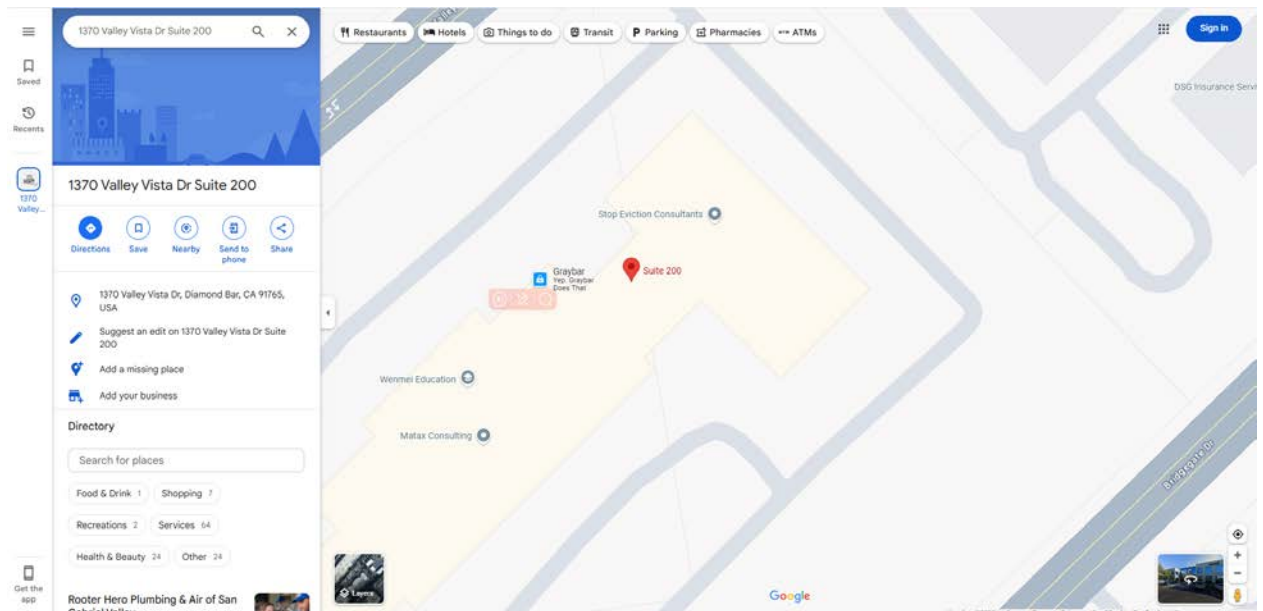 1370 Valley Vista Dr Suite 200
Restaurants
Hotels
Things to do
Transit
Parking
Pharmacies
ATMs
Sign in
Saved
Recents
1370
Valley...
1370 Valley Vista Dr Suite 200
Directions
Save
Nearby
Send to
phone
Share
1370 Valley Vista Dr, Diamond Bar, CA 91765,
USA
Suggest an edit on 1370 Valley Vista Dr Suite
200
Add a missing place
Add your business
Directory
Search for places
Food & Drink 1
Shopping 7
Recreations 2
Services 64
Health & Beauty 24
Other 24
Rooter Hero Plumbing & Air of San
Get the
app
DSG Insurance Servi
Stop Eviction Consultants
Graybar
Yep. Graybar
Does That
Suite 200
Wenmei Education
Matax Consulting
Bridgegate Dr
Layers
Google